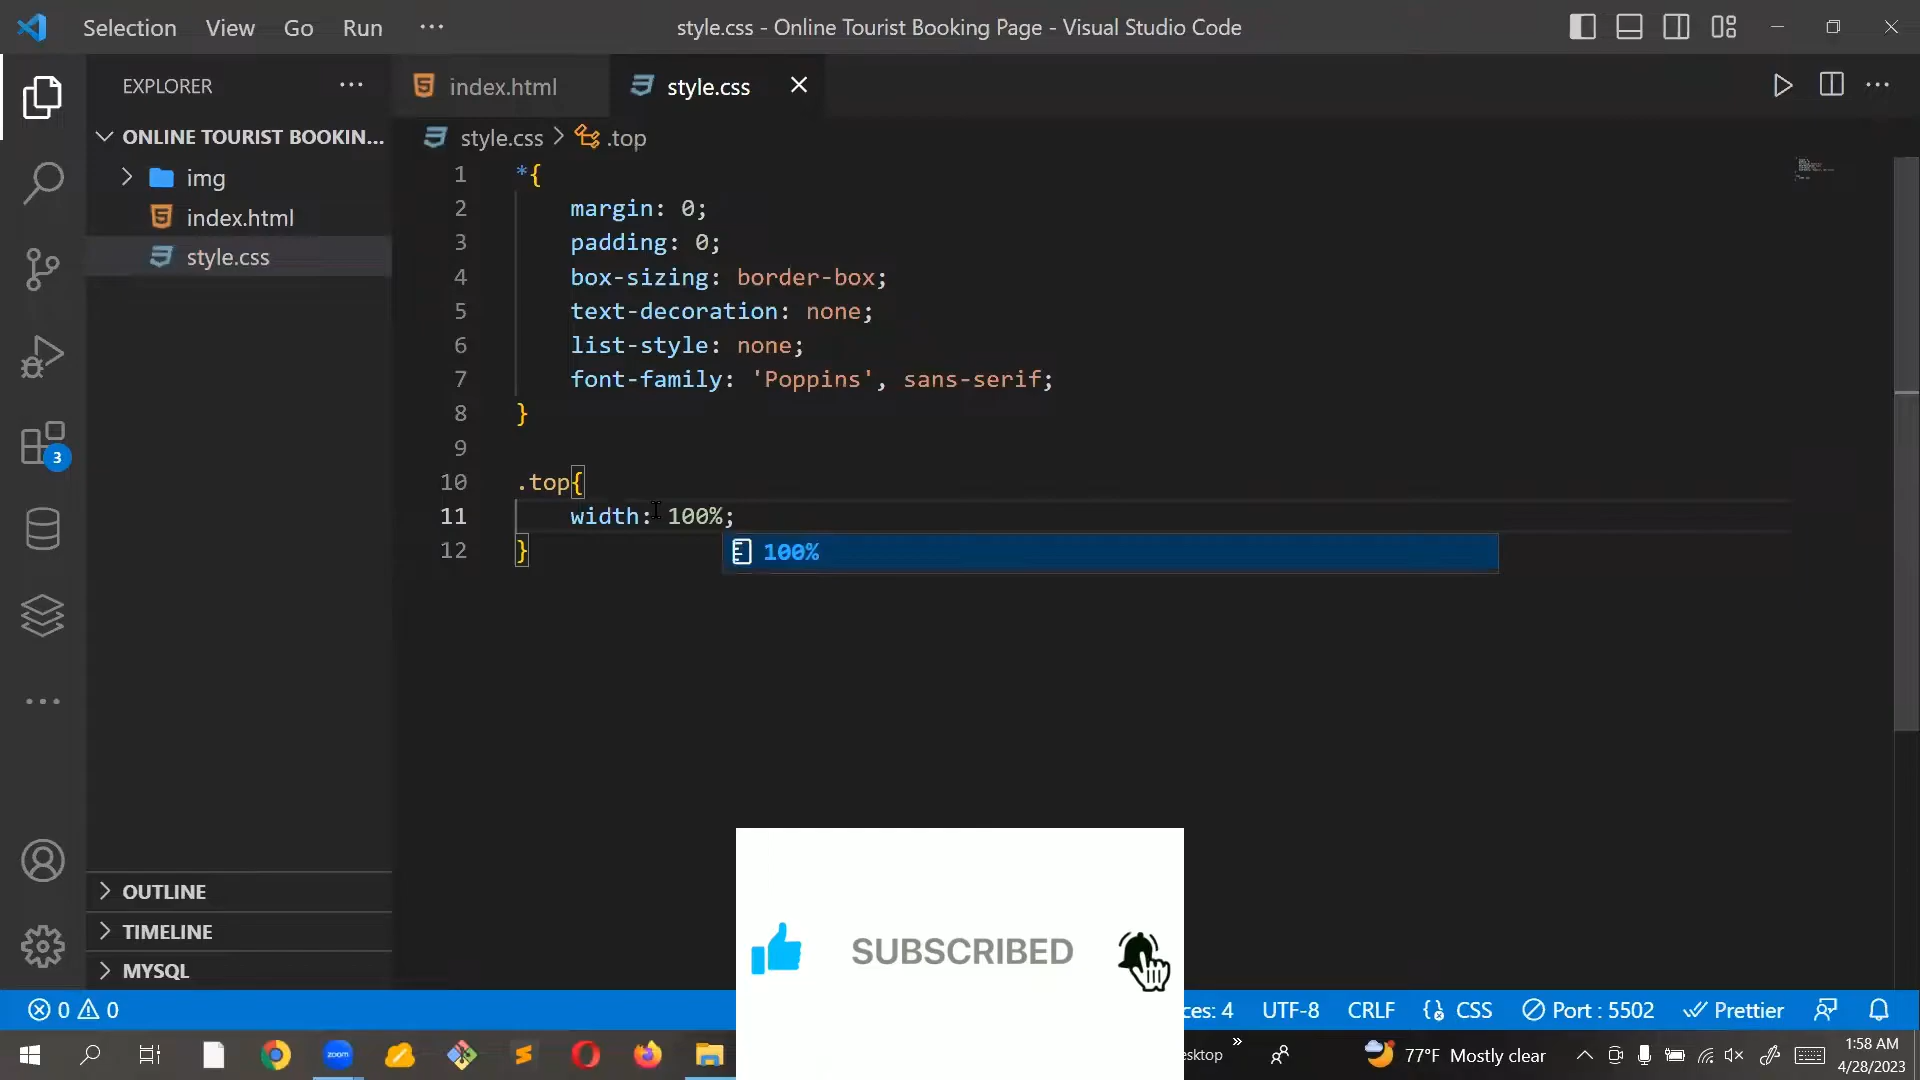 Selection View Go Run ··· style.css - Online Tourist Booking Page - Visual Studio Code
EXPLORER ···
index.html style.css
ONLINE TOURIST BOOKIN...
img
index.html
style.css
style.css > .top
1 *{
2 margin: 0;
3 padding: 0;
4 box-sizing: border-box;
5 text-decoration: none;
6 list-style: none;
7 font-family: 'Poppins', sans-serif;
8 }
9
10 .top{
11 width: 100%;
12 }
100%
3
OUTLINE
TIMELINE
MYSQL
SUBSCRIBED
0 0 ces: 4 UTF-8 CRLF {} CSS Port : 5502 Prettier
zoom esktop » 77°F Mostly clear 1:58 AM
4/28/2023